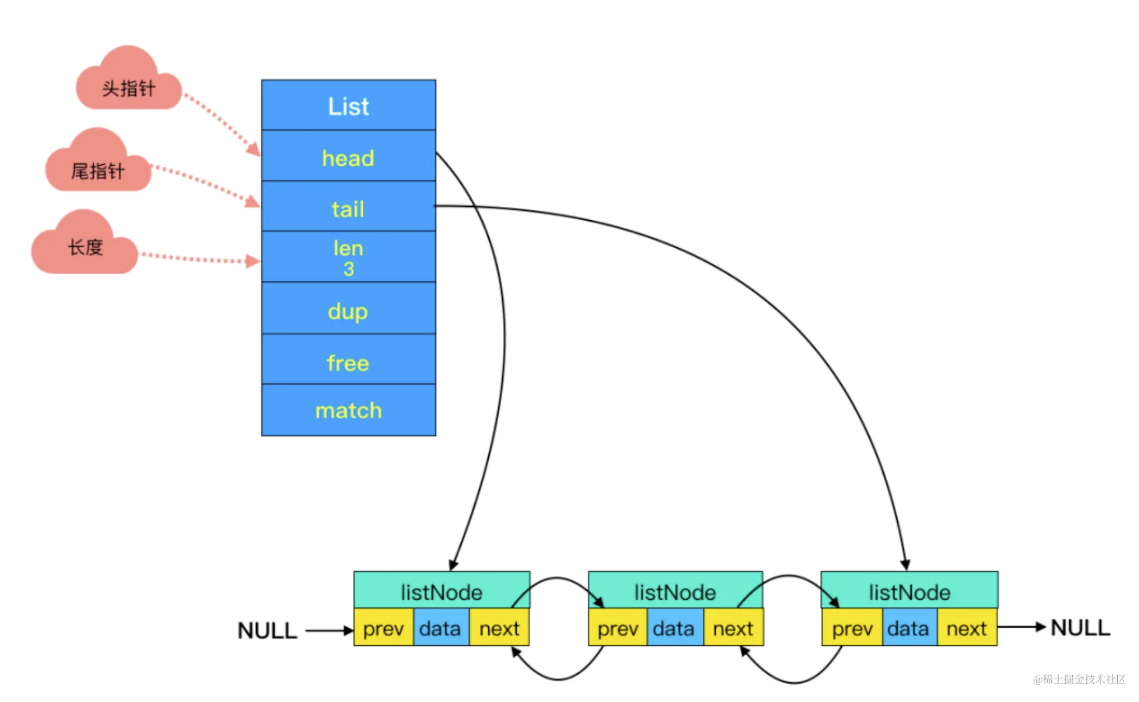 头指针
尾指针
长度
List
head
tail
len
3
dup
free
match
listNode
listNode
listNode
NULL
prev data next
prev data next
prev data next
NULL
@稀土掘金技术社区